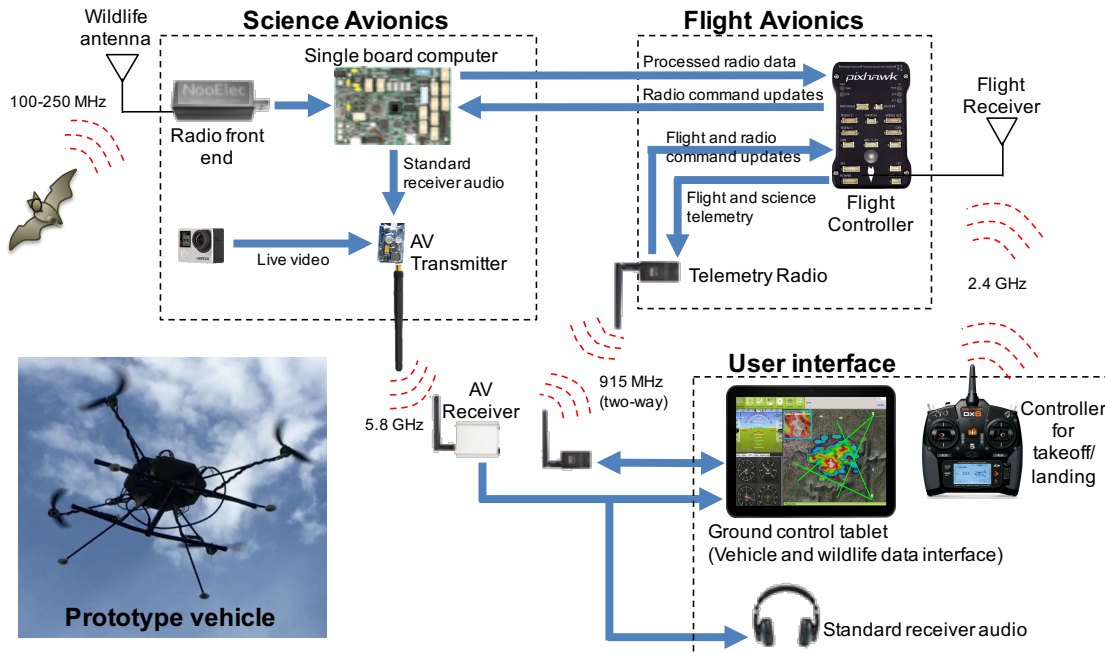 Wildlife
antenna
Science Avionics
Flight Avionics
Single board computer
NooElec
100-250 MHz
Radio front
end
Processed radio data
Radio command updates
pixhawk
Flight
Receiver
Standard
receiver audio
Flight and radio
command updates
Flight and science
telemetry
Flight
Controller
Live video
AV
Transmitter
Telemetry Radio
2.4 GHz
User interface
915 MHz
(two-way)
AV
Receiver
5.8 GHz
DX6
Controller
for
takeoff/
landing
Ground control tablet
(Vehicle and wildlife data interface)
Prototype vehicle
Standard receiver audio